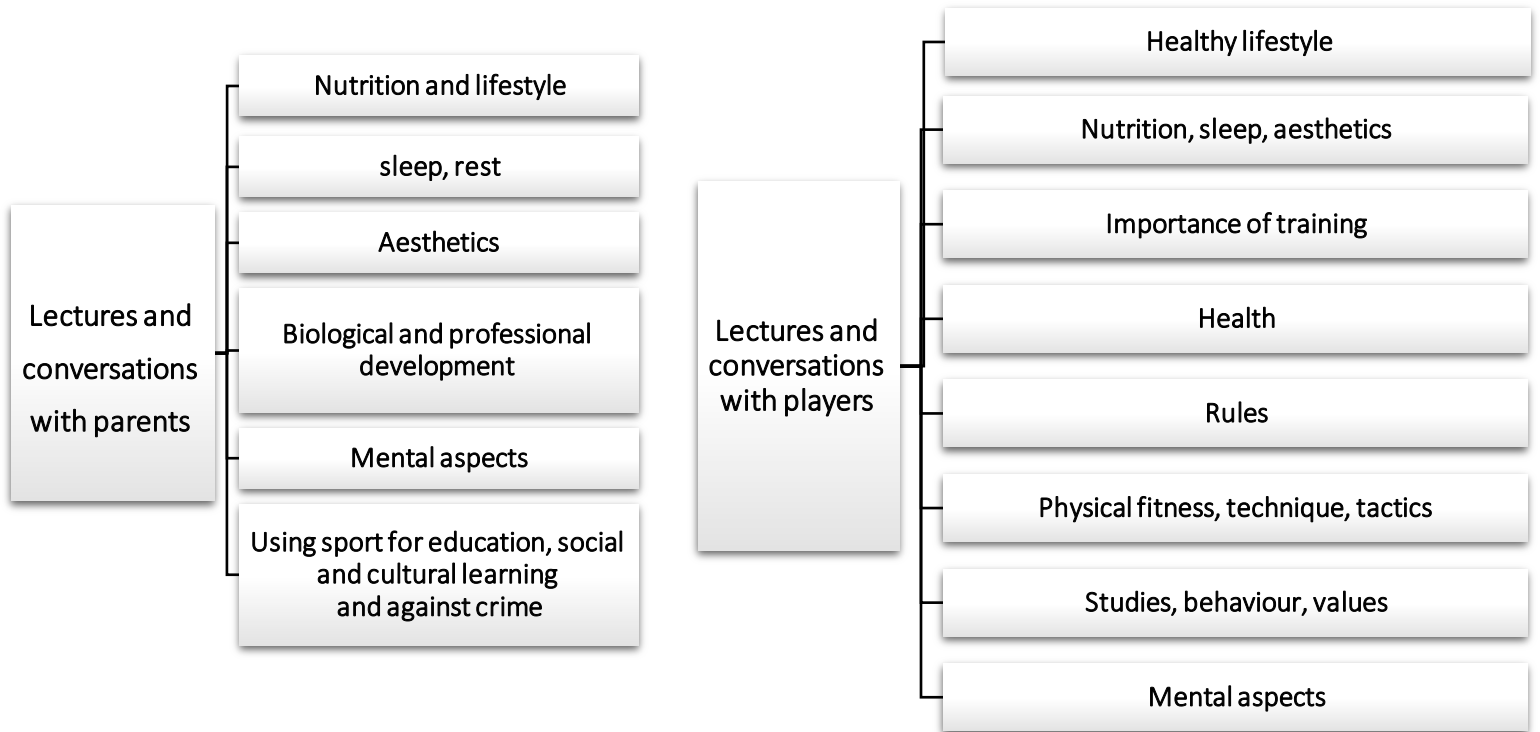 Lectures and
conversations
with parents
Nutrition and lifestyle
sleep, rest
Aesthetics
Biological and professional
development
Mental aspects
Using sport for education, social
and cultural learning
and against crime
Lectures and
conversations
with players
Healthy lifestyle
Nutrition, sleep, aesthetics
Importance of training
Health
Rules
Physical fitness, technique, tactics
Studies, behaviour, values
Mental aspects